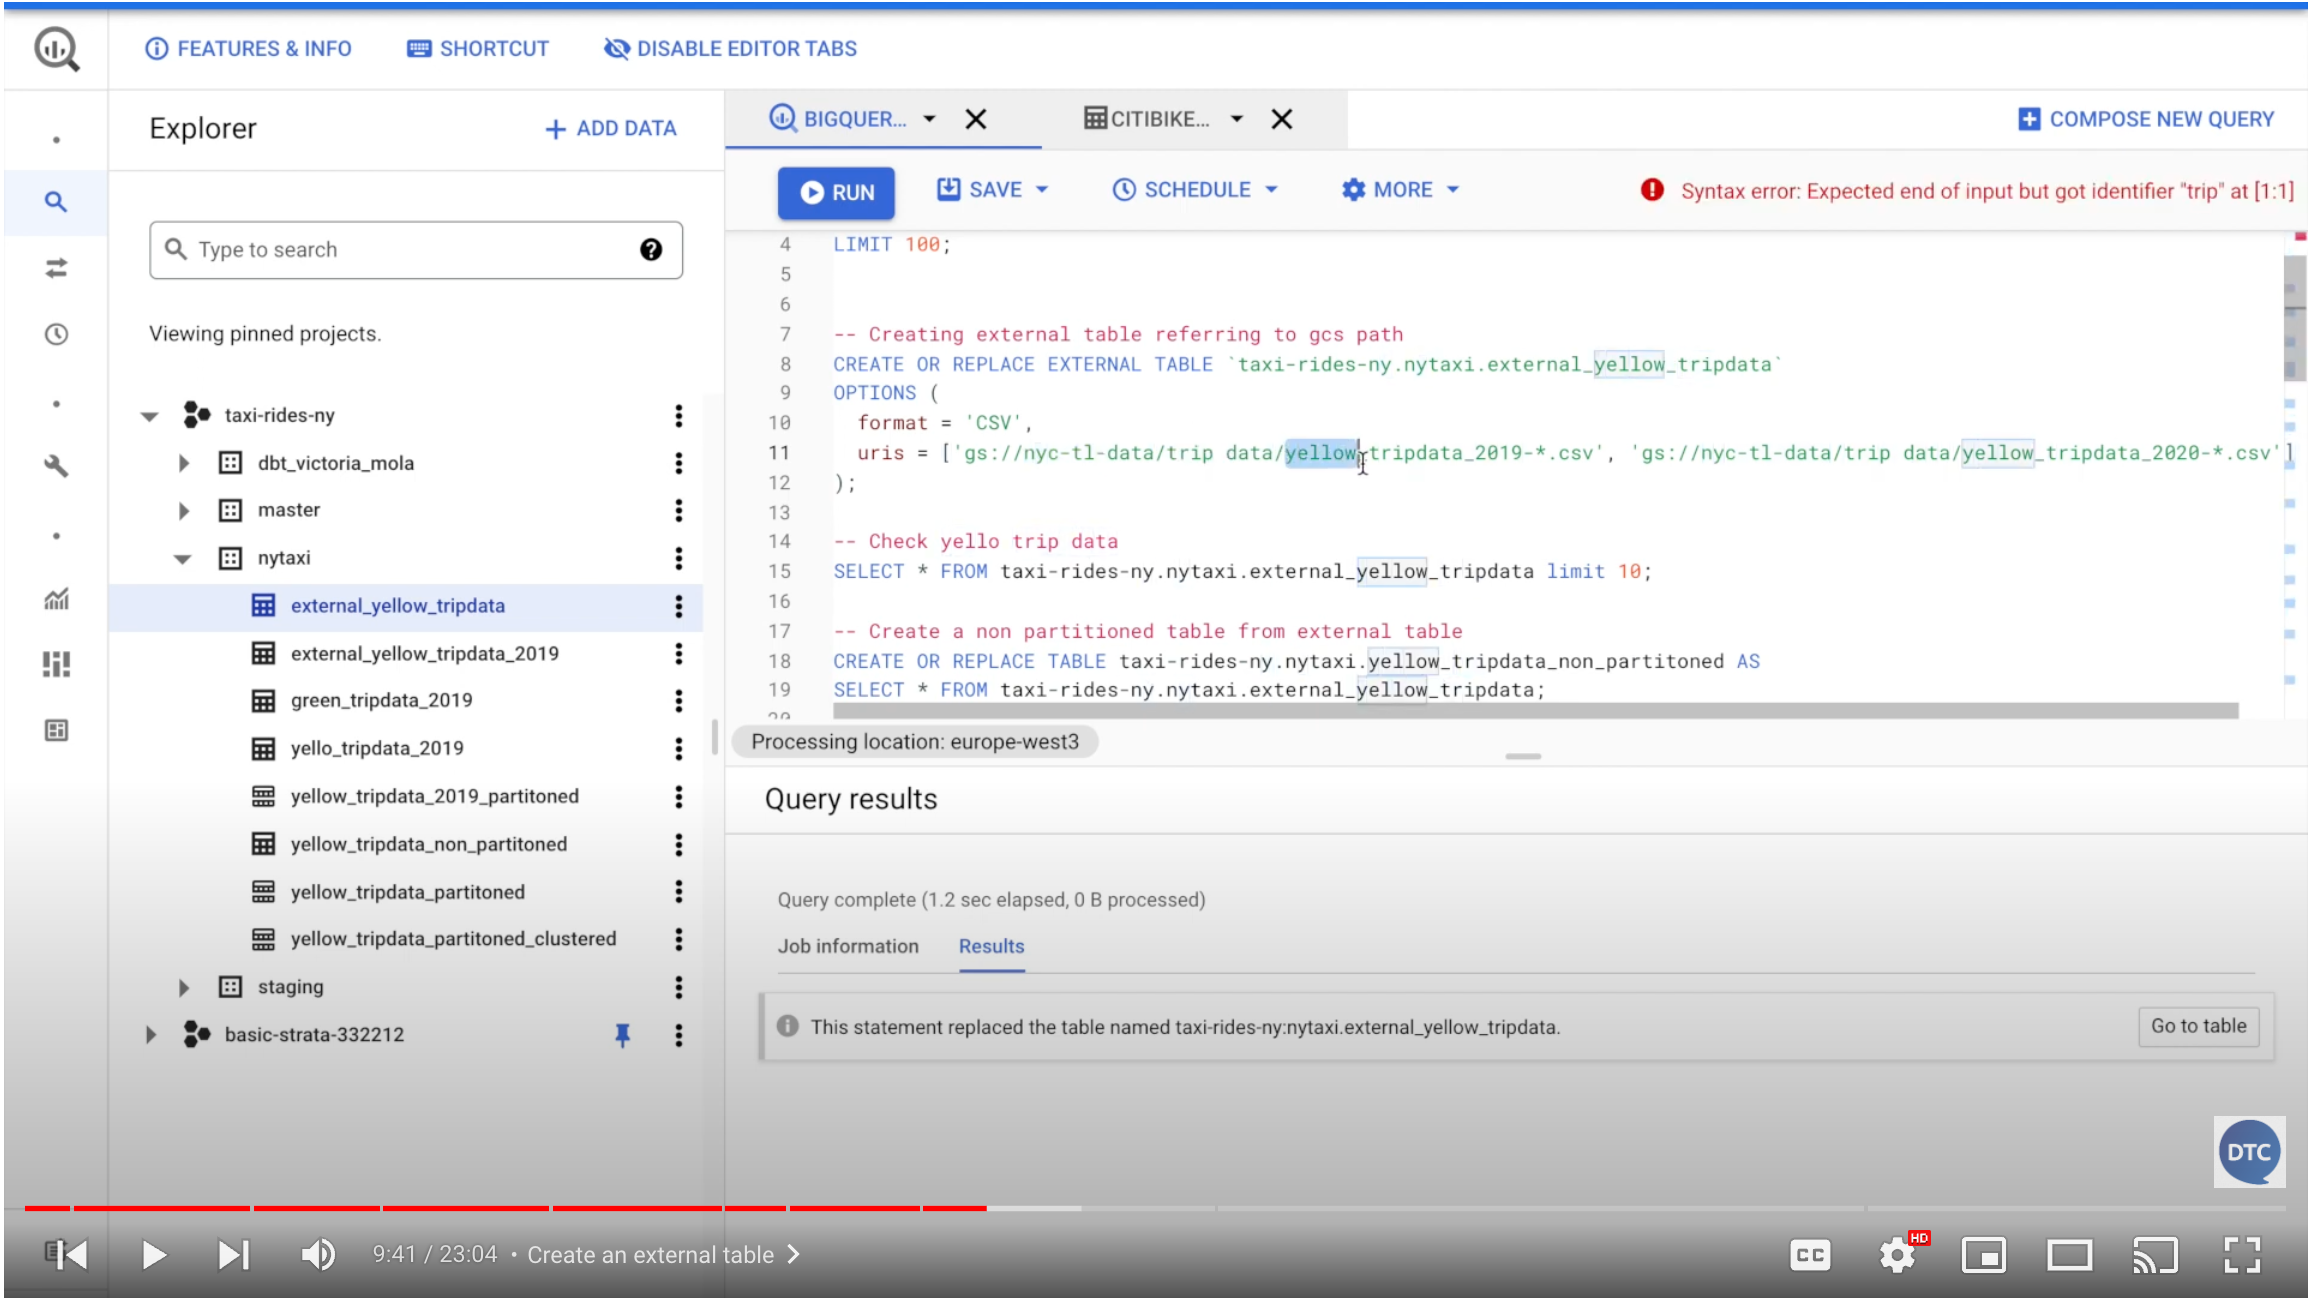 FEATURES & INFO
SHORTCUT
DISABLE EDITOR TABS
Explorer
+ ADD DATA
BIGQUER...
CITIBIKE...
COMPOSE NEW QUERY
RUN
SAVE
SCHEDULE
MORE
Syntax error: Expected end of input but got identifier "trip" at [1:1]
Type to search
Viewing pinned projects.
taxi-rides-ny
dbt_victoria_mola
master
nytaxi
external_yellow_tripdata
external_yellow_tripdata_2019
green_tripdata_2019
yello_tripdata_2019
yellow_tripdata_2019_partitoned
yellow_tripdata_non_partitoned
yellow_tripdata_partitoned
yellow_tripdata_partitoned_clustered
staging
basic-strata-332212
4 LIMIT 100;
5
6
7 -- Creating external table referring to gcs path
8 CREATE OR REPLACE EXTERNAL TABLE `taxi-rides-ny.nytaxi.external_yellow_tripdata`
9 OPTIONS (
10 format = 'CSV',
11 uris = ['gs://nyc-tl-data/trip data/yellow_tripdata_2019-*.csv', 'gs://nyc-tl-data/trip data/yellow_tripdata_2020-*.csv']
12 );
13
14 -- Check yello trip data
15 SELECT * FROM taxi-rides-ny.nytaxi.external_yellow_tripdata limit 10;
16
17 -- Create a non partitioned table from external table
18 CREATE OR REPLACE TABLE taxi-rides-ny.nytaxi.yellow_tripdata_non_partitoned AS
19 SELECT * FROM taxi-rides-ny.nytaxi.external_yellow_tripdata;
20
Processing location: europe-west3
Query results
Query complete (1.2 sec elapsed, 0 B processed)
Job information
Results
This statement replaced the table named taxi-rides-ny:nytaxi.external_yellow_tripdata.
Go to table
DTC
9:41 / 23:04 • Create an external table
CC
HD